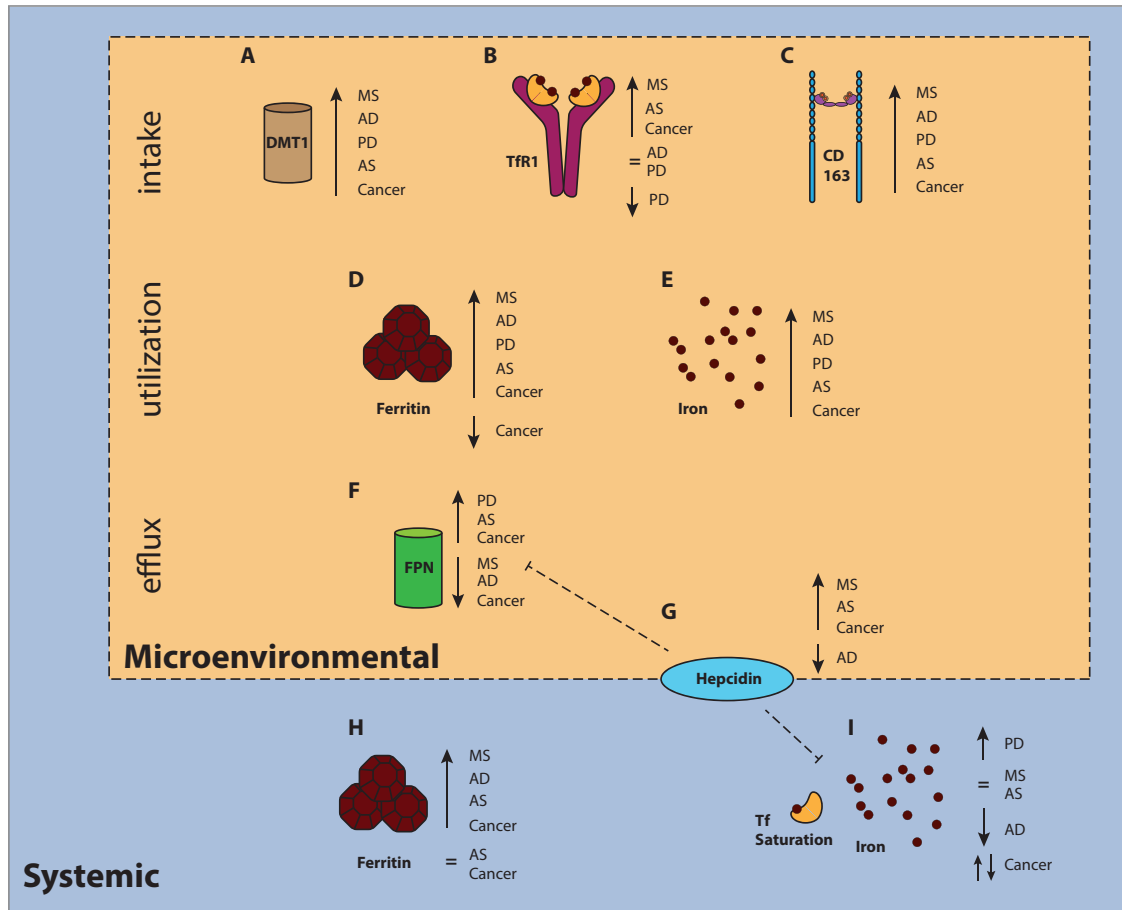 A
DMT1
MS
AD
PD
AS
Cancer
B
TfR1
MS
AS
Cancer
=
AD
PD
PD
C
CD
163
MS
AD
PD
AS
Cancer
intake
D
Ferritin
MS
AD
PD
AS
Cancer
Cancer
E
Iron
MS
AD
PD
AS
Cancer
utilization
F
FPN
PD
AS
Cancer
MS
AD
Cancer
efflux
G
Hepcidin
MS
AS
Cancer
AD
Microenvironmental
H
Ferritin
MS
AD
AS
Cancer
=
AS
Cancer
I
Tf
Saturation
Iron
PD
=
MS
AS
AD
Cancer
Systemic